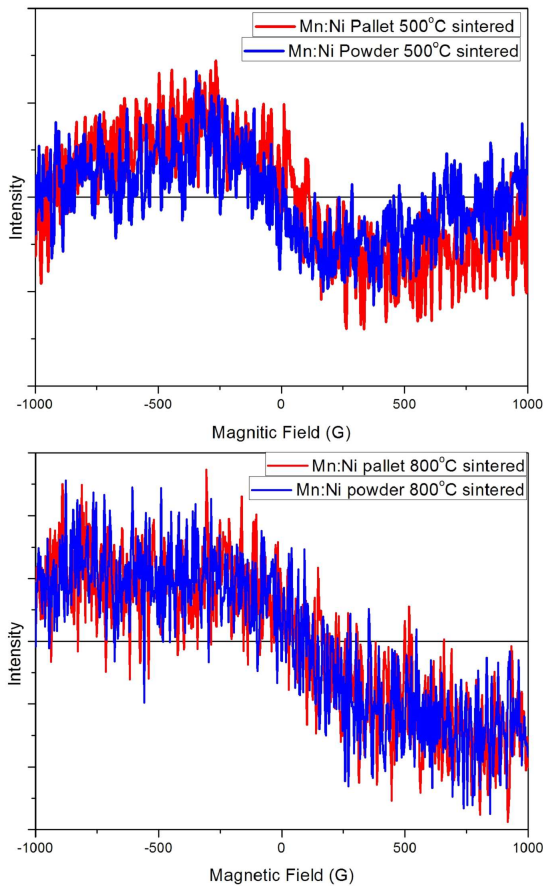 Mn:Ni Pallet 500°C sintered
Mn:Ni Powder 500°C sintered
Intensity
-1000 -500 0 500 1000
Magnitic Field (G)
Mn:Ni pallet 800°C sintered
Mn:Ni powder 800°C sintered
Intensity
-1000 -500 0 500 1000
Magnetic Field (G)